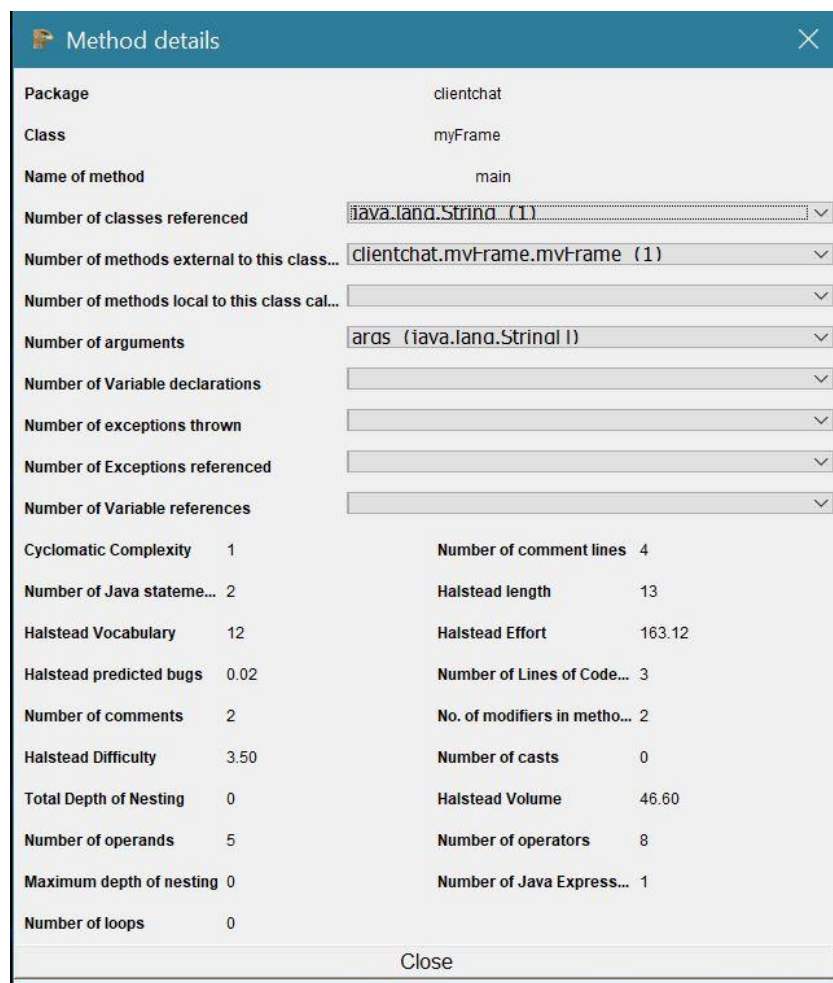 Method details
Package clientchat
Class myFrame
Name of method main
Number of classes referenced java.lang.String (1)
Number of methods external to this class... clientchat.myFrame.myFrame (1)
Number of methods local to this class cal...
Number of arguments args (java.lang.String[])
Number of Variable declarations
Number of exceptions thrown
Number of Exceptions referenced
Number of Variable references
Cyclomatic Complexity 1 Number of comment lines 4
Number of Java stateme... 2 Halstead length 13
Halstead Vocabulary 12 Halstead Effort 163.12
Halstead predicted bugs 0.02 Number of Lines of Code... 3
Number of comments 2 No. of modifiers in metho... 2
Halstead Difficulty 3.50 Number of casts 0
Total Depth of Nesting 0 Halstead Volume 46.60
Number of operands 5 Number of operators 8
Maximum depth of nesting 0 Number of Java Express... 1
Number of loops 0
Close